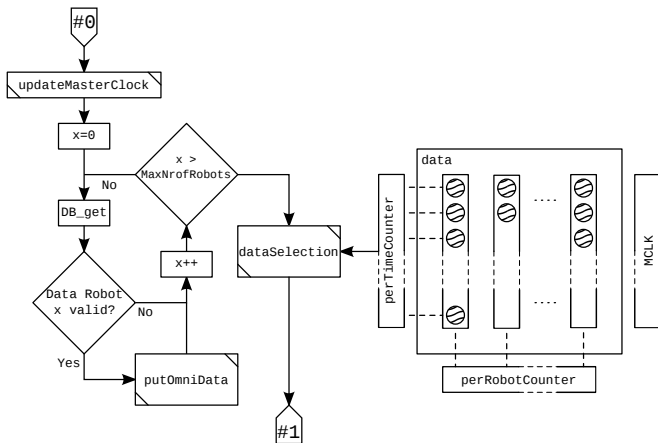 #0
updateMasterClock
x=0
x >
MaxNrofRobots
No
DB_get
x++
Data Robot
x valid?
No
Yes
putOmniData
dataSelection
#1
data
....
....
perTimeCounter
MCLK
perRobotCounter